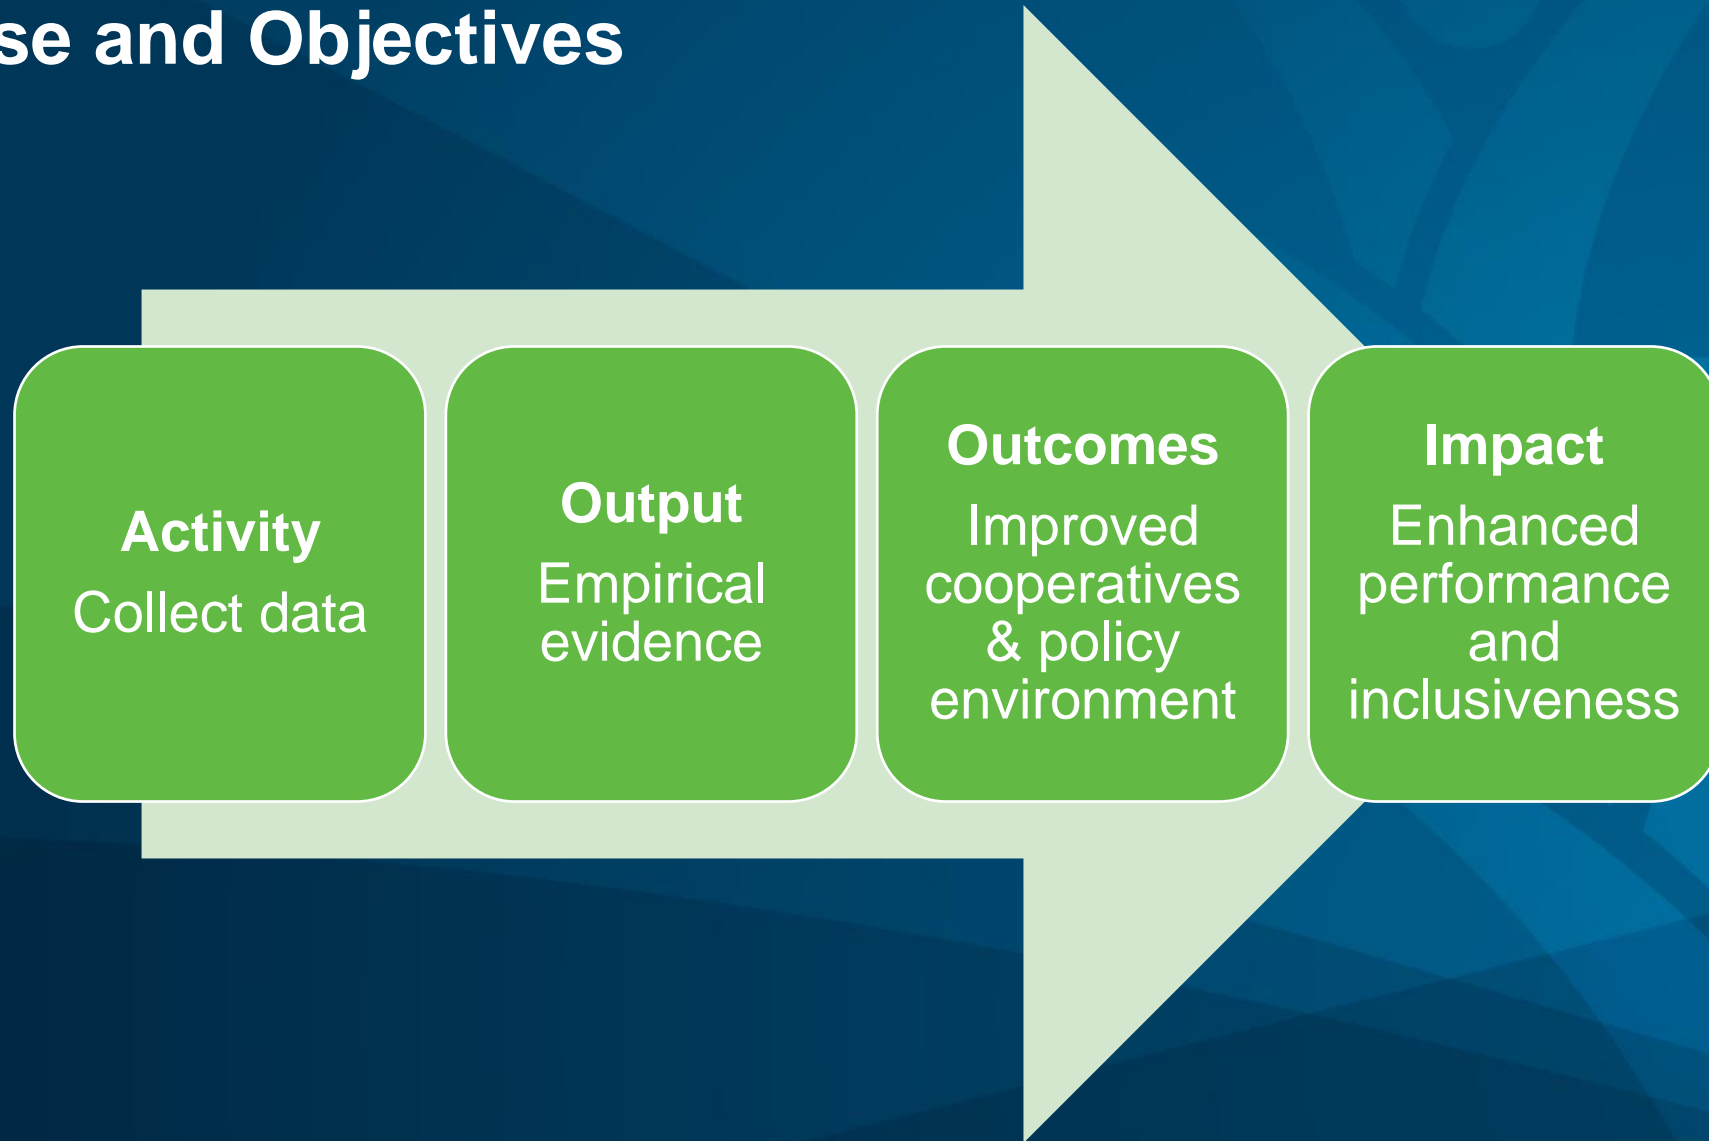 se and Objectives
Activity
Collect data
Output
Empirical
evidence
Outcomes
Improved
cooperatives
& policy
environment
Impact
Enhanced
performance
and
inclusiveness